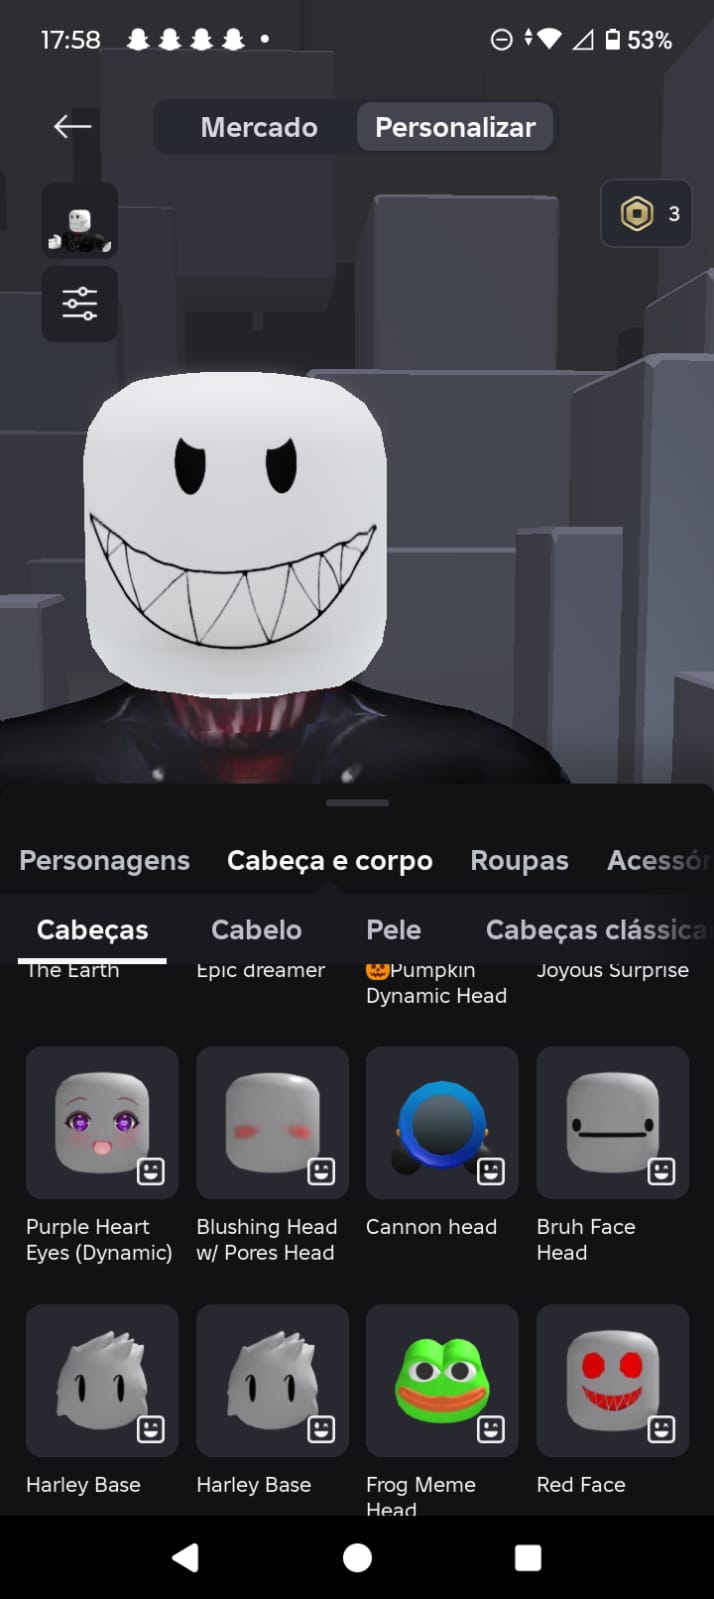 17:58
53%
Mercado
Personalizar
3
Personagens
Cabeça e corpo
Roupas
Acessór
Cabeças
Cabelo
Pele
Cabeças clássica
The Earth
Epic dreamer
🎃Pumpkin
Dynamic Head
Joyous Surprise
Purple Heart
Eyes (Dynamic)
Blushing Head
w/ Pores Head
Cannon head
Bruh Face
Head
Harley Base
Harley Base
Frog Meme
Head
Red Face